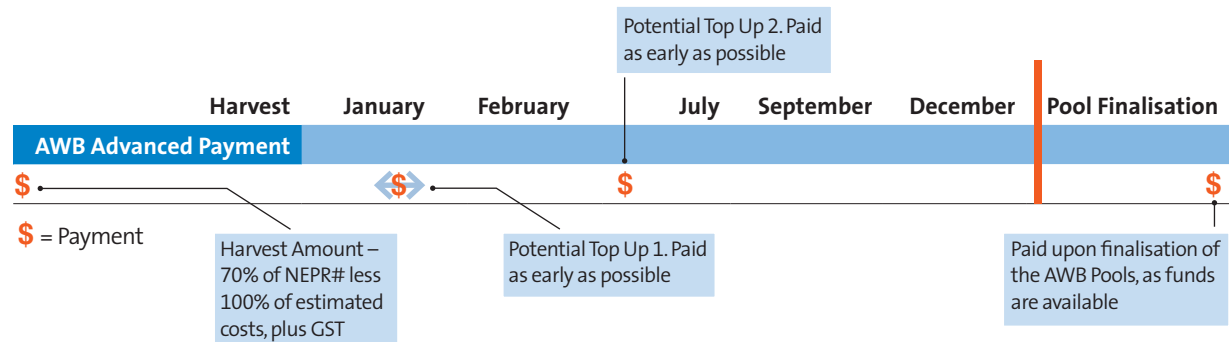 Potential Top Up 2. Paid
as early as possible
Harvest January February July September December Pool Finalisation
AWB Advanced Payment
$ $ $ $
$ = Payment
Harvest Amount –
70% of NEPR# less
100% of estimated
costs, plus GST
Potential Top Up 1. Paid
as early as possible
Paid upon finalisation of
the AWB Pools, as funds
are available